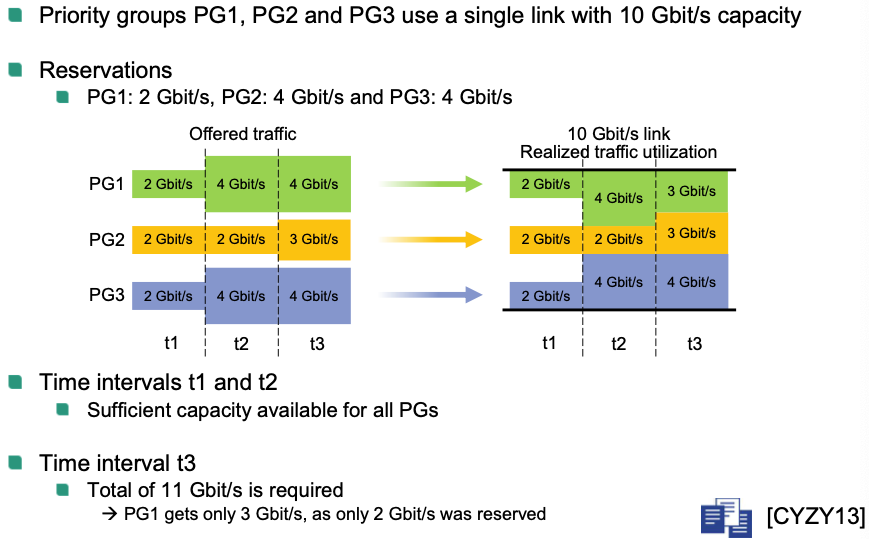 Priority groups PG1, PG2 and PG3 use a single link with 10 Gbit/s capacity
Reservations
PG1: 2 Gbit/s, PG2: 4 Gbit/s and PG3: 4 Gbit/s
Offered traffic
PG1
2 Gbit/s
4 Gbit/s
4 Gbit/s
PG2
2 Gbit/s
2 Gbit/s
3 Gbit/s
PG3
2 Gbit/s
4 Gbit/s
4 Gbit/s
t1
t2
t3
10 Gbit/s link
Realized traffic utilization
2 Gbit/s
4 Gbit/s
3 Gbit/s
2 Gbit/s
2 Gbit/s
3 Gbit/s
2 Gbit/s
4 Gbit/s
4 Gbit/s
t1
t2
t3
Time intervals t1 and t2
Sufficient capacity available for all PGs
Time interval t3
Total of 11 Gbit/s is required
→ PG1 gets only 3 Gbit/s, as only 2 Gbit/s was reserved
[CYZY13]